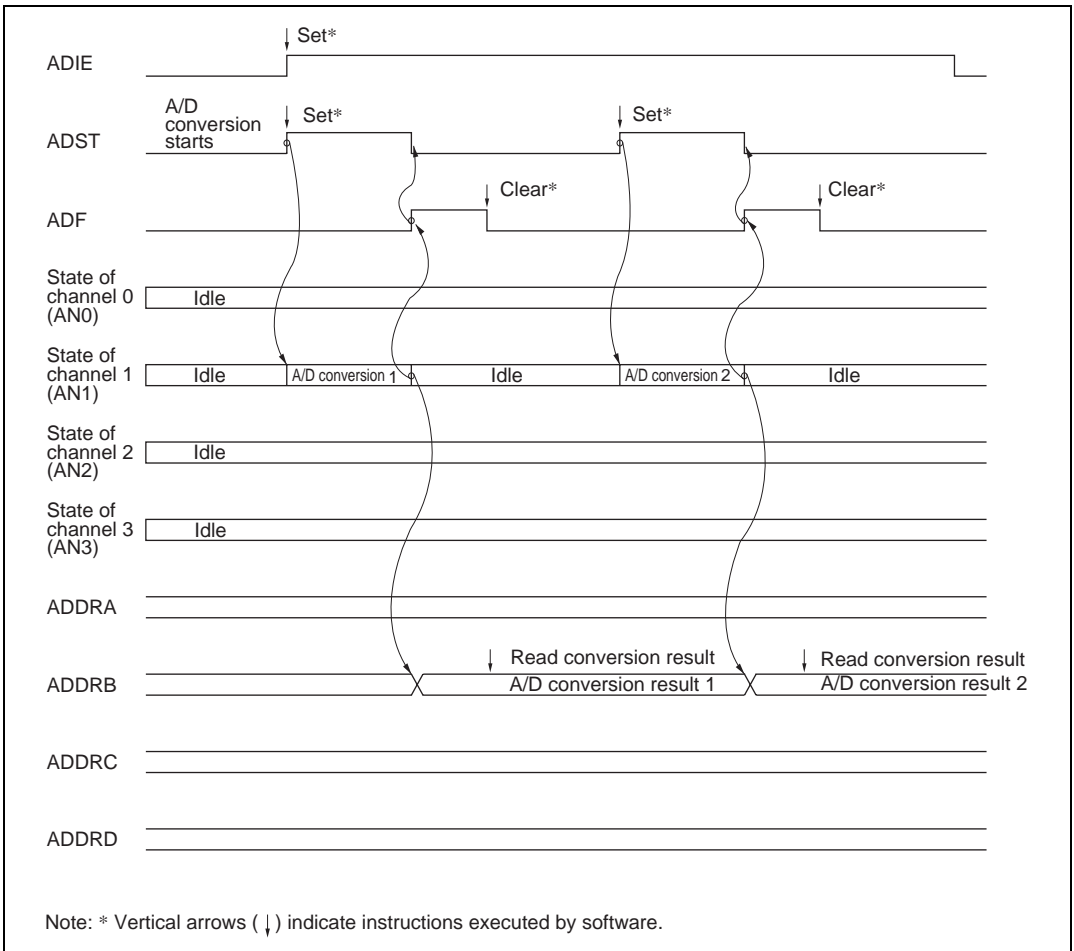 Set*
ADIE
A/D
conversion
starts
Set*
Set*
ADST
Clear*
Clear*
ADF
State of
channel 0
(AN0)
Idle
State of
channel 1
(AN1)
Idle
A/D conversion 1
Idle
A/D conversion 2
Idle
State of
channel 2
(AN2)
Idle
State of
channel 3
(AN3)
Idle
ADDRA
Read conversion result
Read conversion result
ADDRB
A/D conversion result 1
A/D conversion result 2
ADDRC
ADDRD
Note: * Vertical arrows (↓) indicate instructions executed by software.